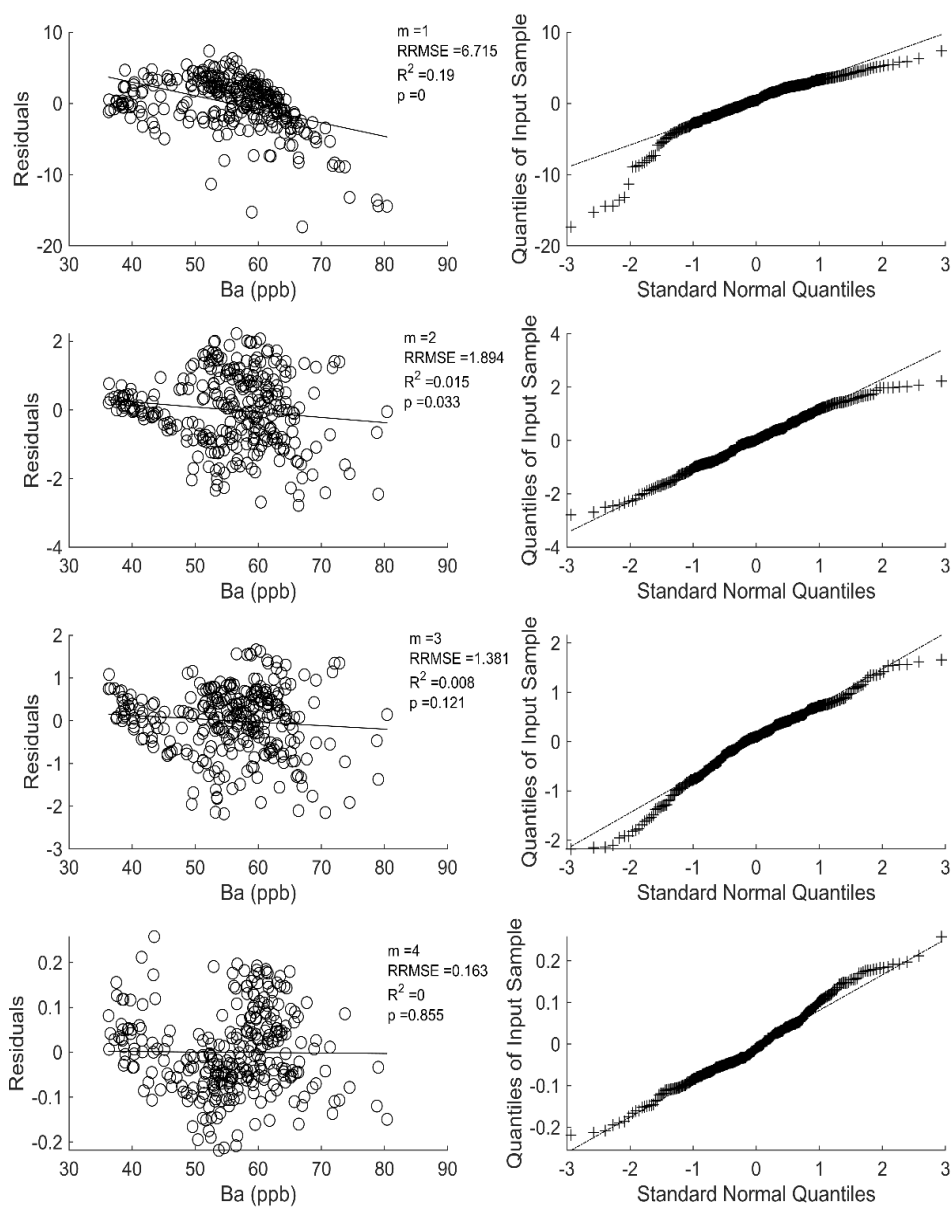 10
0
-10
-20
Residuals
30 40 50 60 70 80 90
Ba (ppb)
m =1
RRMSE =6.715
R2 =0.19
p =0
10
5
0
-5
-10
-15
-20
Quantiles of Input Sample
-3 -2 -1 0 1 2 3
Standard Normal Quantiles
2
0
-2
-4
Residuals
30 40 50 60 70 80 90
Ba (ppb)
m =2
RRMSE =1.894
R2 =0.015
p =0.033
4
2
0
-2
-4
Quantiles of Input Sample
-3 -2 -1 0 1 2 3
Standard Normal Quantiles
2
1
0
-1
-2
-3
Residuals
30 40 50 60 70 80 90
Ba (ppb)
m =3
RRMSE =1.381
R2 =0.008
p =0.121
2
1
0
-1
-2
Quantiles of Input Sample
-3 -2 -1 0 1 2 3
Standard Normal Quantiles
0.2
0.1
0
-0.1
-0.2
Residuals
30 40 50 60 70 80 90
Ba (ppb)
m =4
RRMSE =0.163
R2 =0
p =0.855
0.2
0.1
0
-0.1
-0.2
Quantiles of Input Sample
-3 -2 -1 0 1 2 3
Standard Normal Quantiles